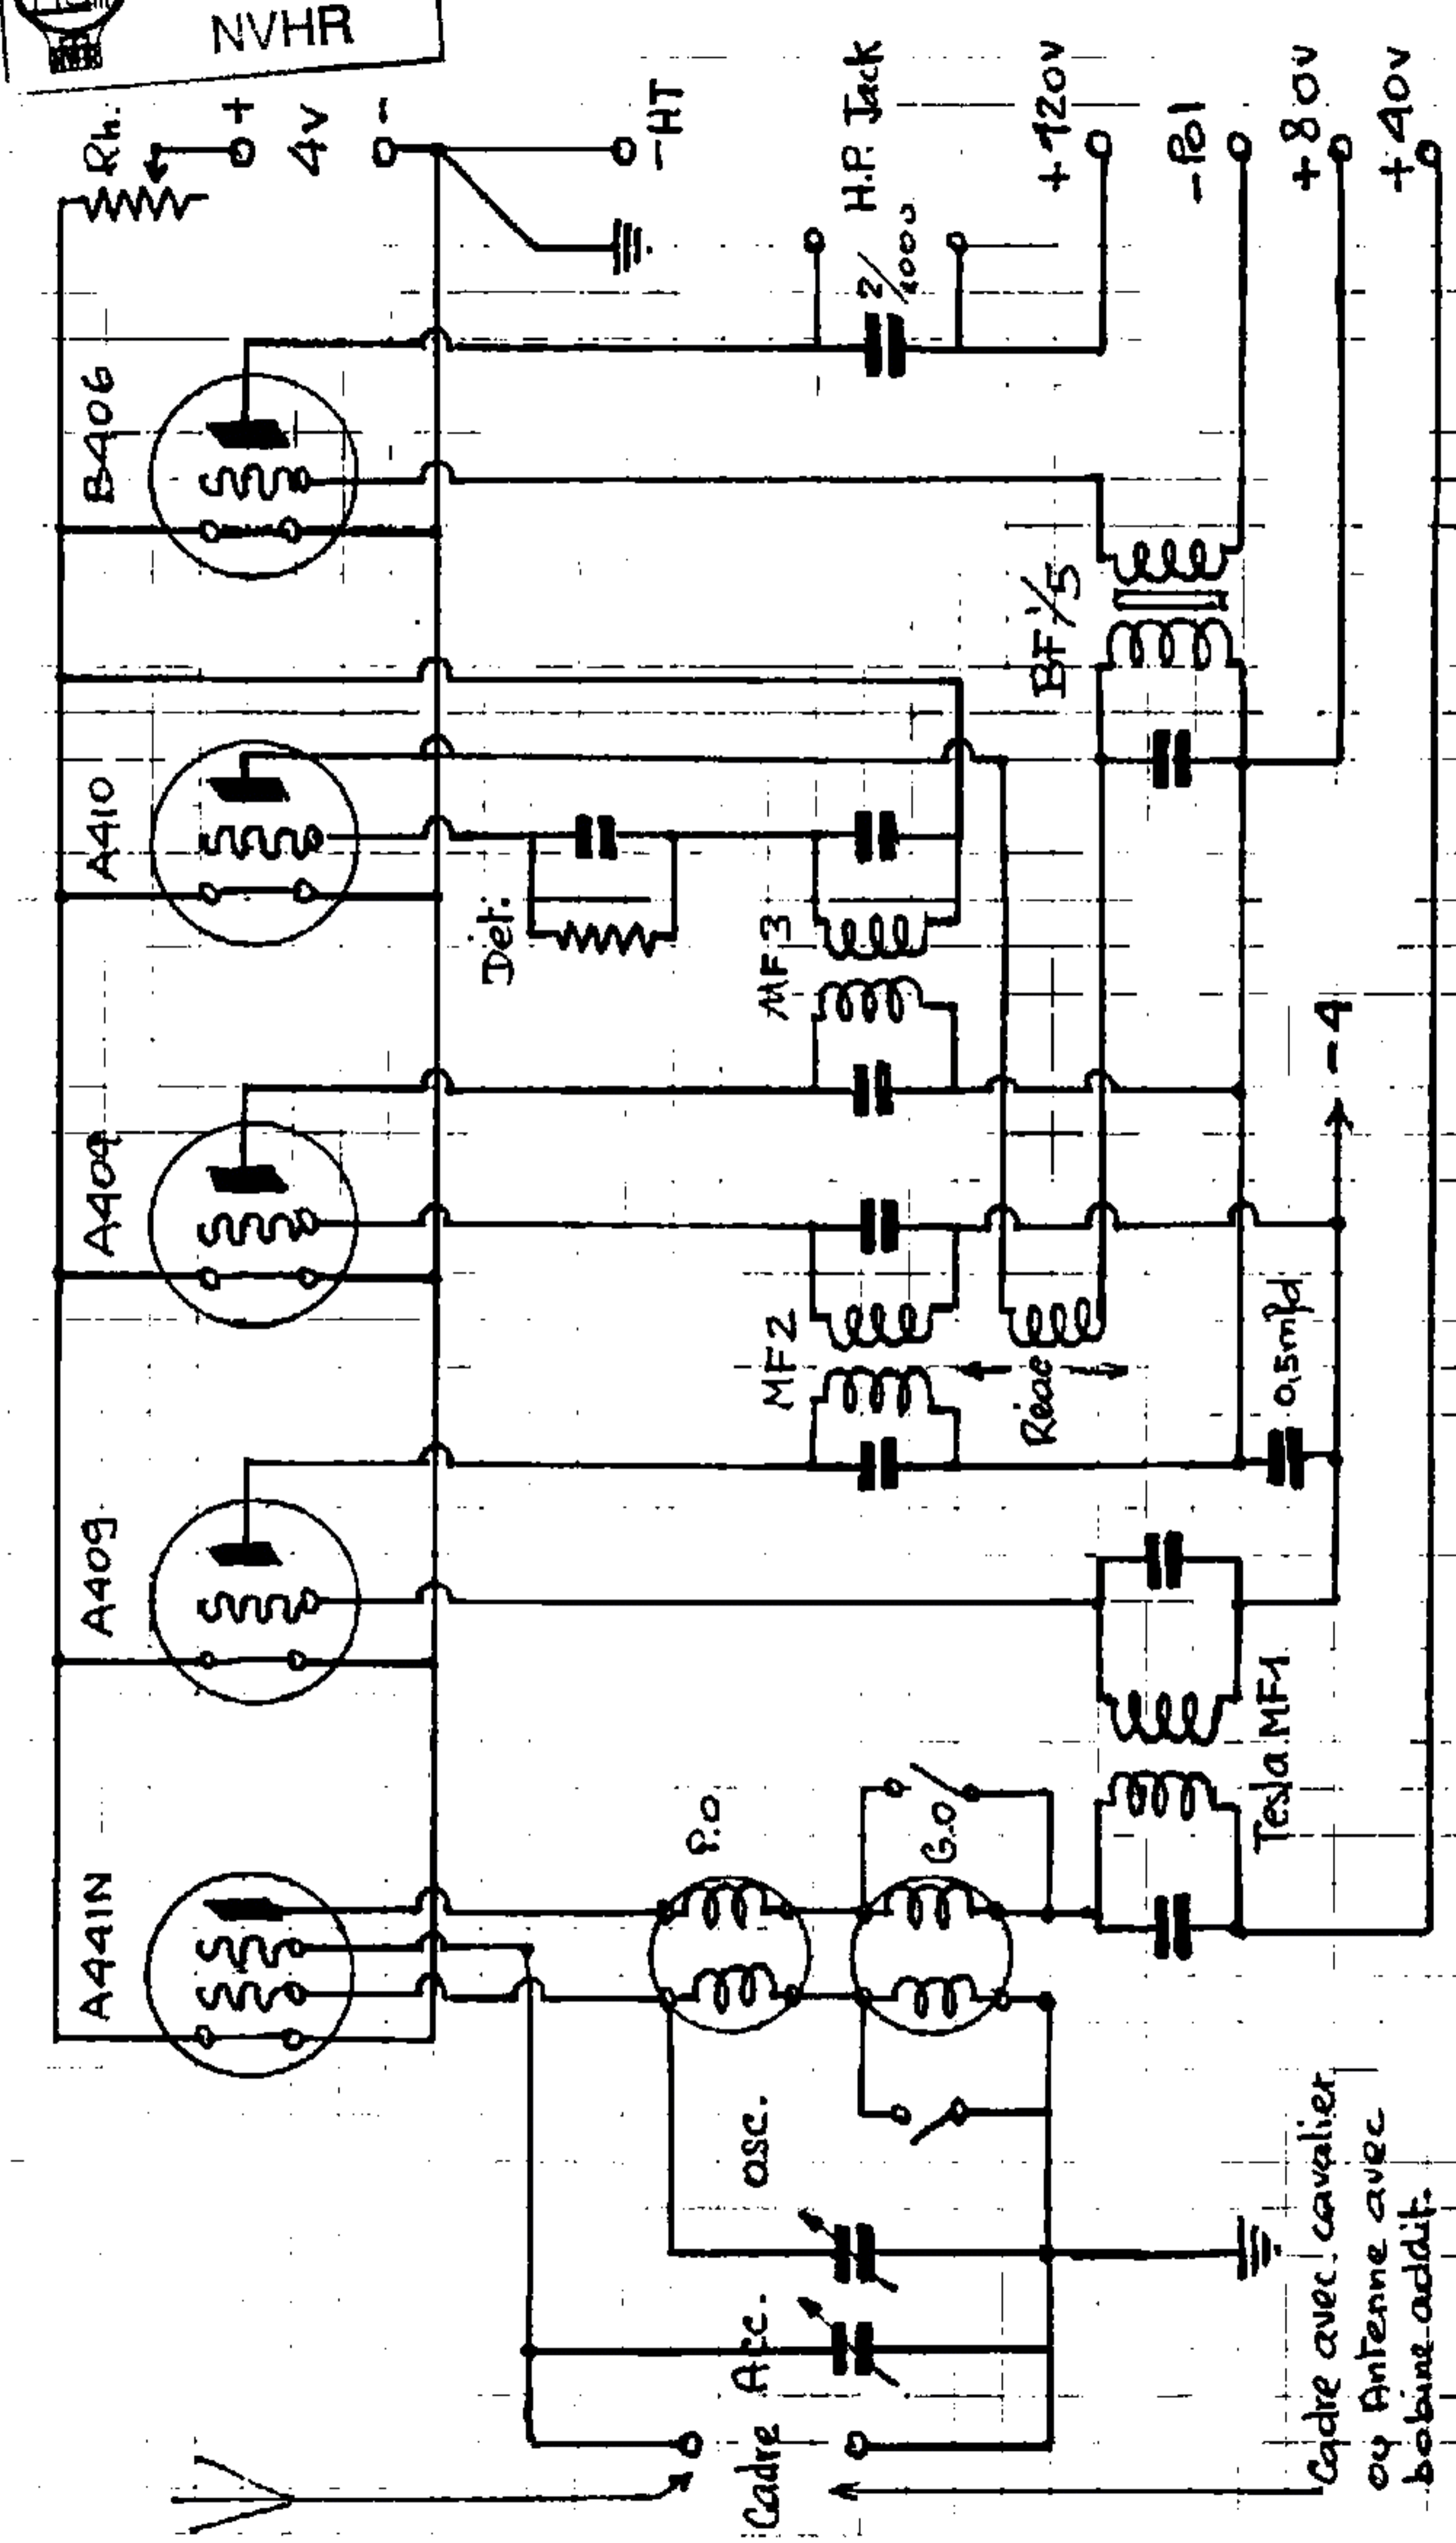 NVHR
A441N
A409
A409
A410
B406
Rh.
+
4v
-
-HT
H.P. Jack
2/1000
+120v
-Pol
+80v
+40v
Det.
MF3
MF2
Réac
BF 1/5
-4
0,5mfd
Tesla MF1
P.O
G.O
osc.
Acc.
Cadre
Cadre avec cavalier
ou Antenne avec
bobine addit.